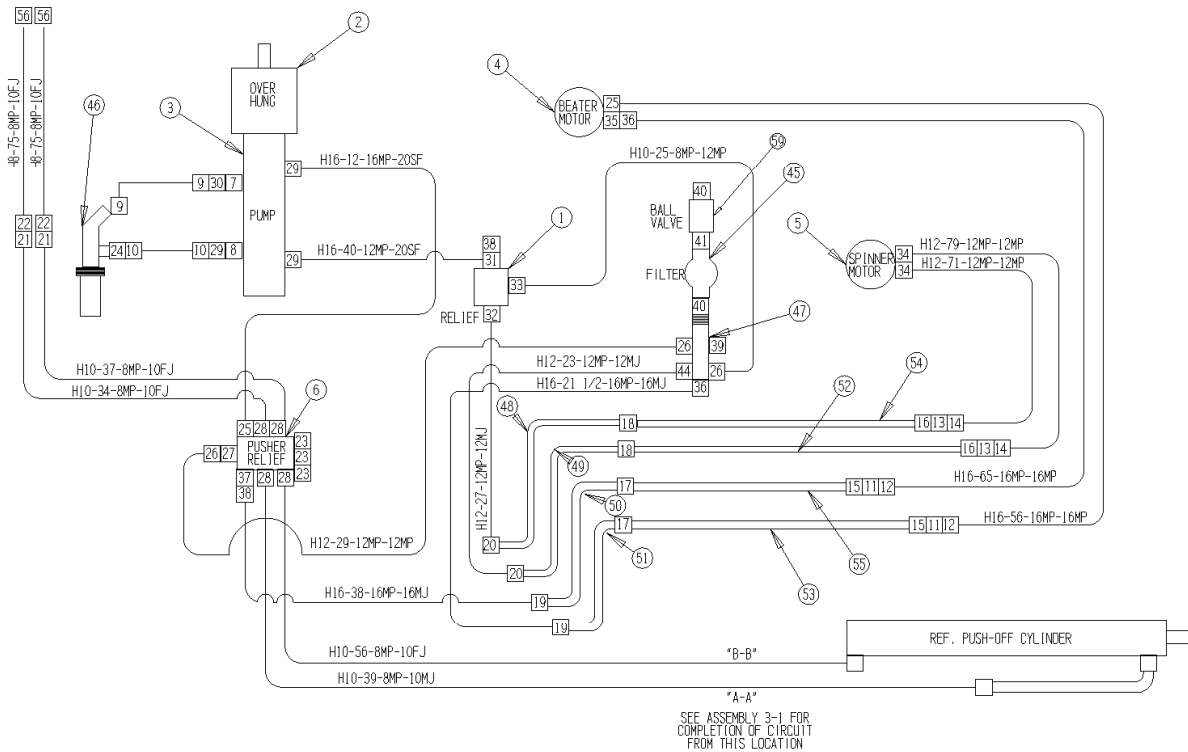 56 56
2
OVER
HUNG
4
BEATER
MOTOR
25
35 36
46
3
H8-75-8MP-10FJ
H8-75-8MP-10FJ
H16-12-16MP-20SF
29
9 30 7
9
PUMP
24 10
10 29 8
29
H16-40-12MP-20SF
H10-25-8MP-12MP
59
45
40
BALL
VALVE
41
FILTER
40
1
38
31
33
RELIEF
32
5
SPINNER
MOTOR
34
34
H12-79-12MP-12MP
H12-71-12MP-12MP
22 22
21 21
47
26
39
H12-23-12MP-12MJ
44
26
H16-21 1/2-16MP-16MJ
36
H10-37-8MP-10FJ
H10-34-8MP-10FJ
6
25 28 28
PUSHER
RELIEF
26 27
23
23
23
37
38
28
28
48
18
54
16 13 14
49
18
52
16 13 14
H12-27-12MP-12MJ
50
17
55
15 11 12
H16-65-16MP-16MP
51
17
53
15 11 12
H16-56-16MP-16MP
H12-29-12MP-12MP
20
20
H16-38-16MP-16MJ
19
19
REF. PUSH-OFF CYLINDER
H10-56-8MP-10FJ
"B-B"
H10-39-8MP-10MJ
"A-A"
SEE ASSEMBLY 3-1 FOR
COMPLETION OF CIRCUIT
FROM THIS LOCATION